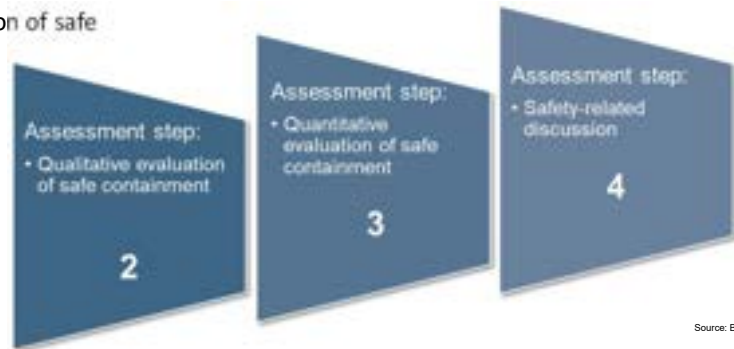 on of safe
Assessment step:
• Qualitative evaluation
of safe containment
2
Assessment step:
• Quantitative
evaluation of safe
containment
3
Assessment step:
• Safety-related
discussion
4
Source: